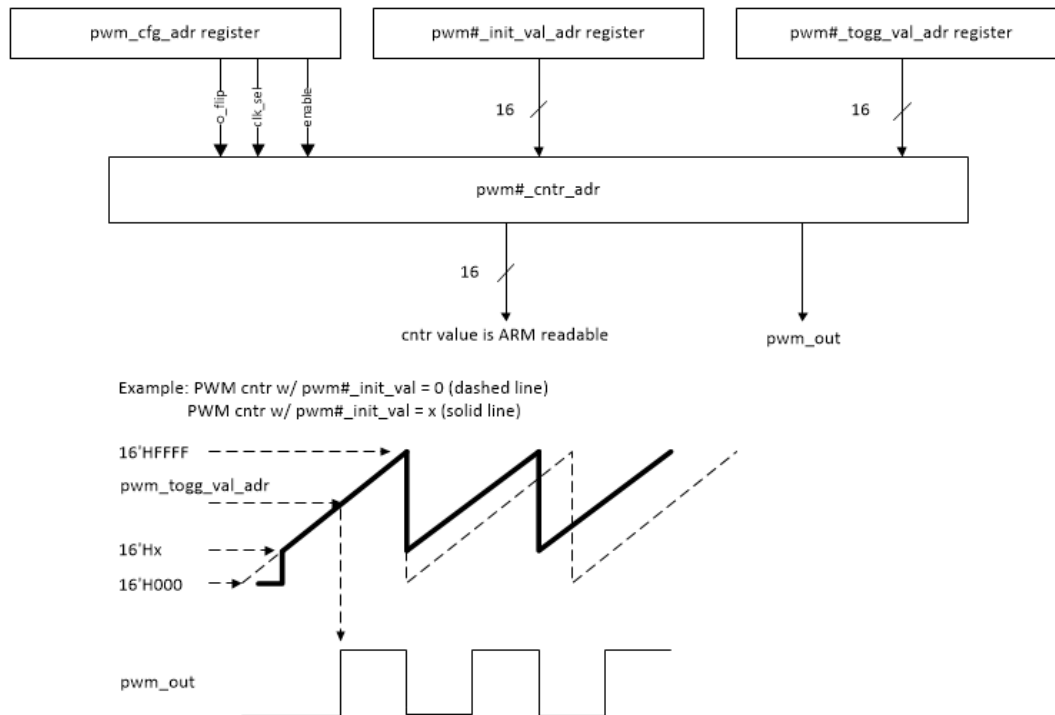 pwm_cfg_adr register
pwm#_init_val_adr register
pwm#_togg_val_adr register
o_flip
clk_sel
enable
16
16
pwm#_cntr_adr
16
cntr value is ARM readable
pwm_out
Example: PWM cntr w/ pwm#_init_val = 0 (dashed line)
PWM cntr w/ pwm#_init_val = x (solid line)
16'HFFFF
pwm_togg_val_adr
16'Hx
16'H000
pwm_out